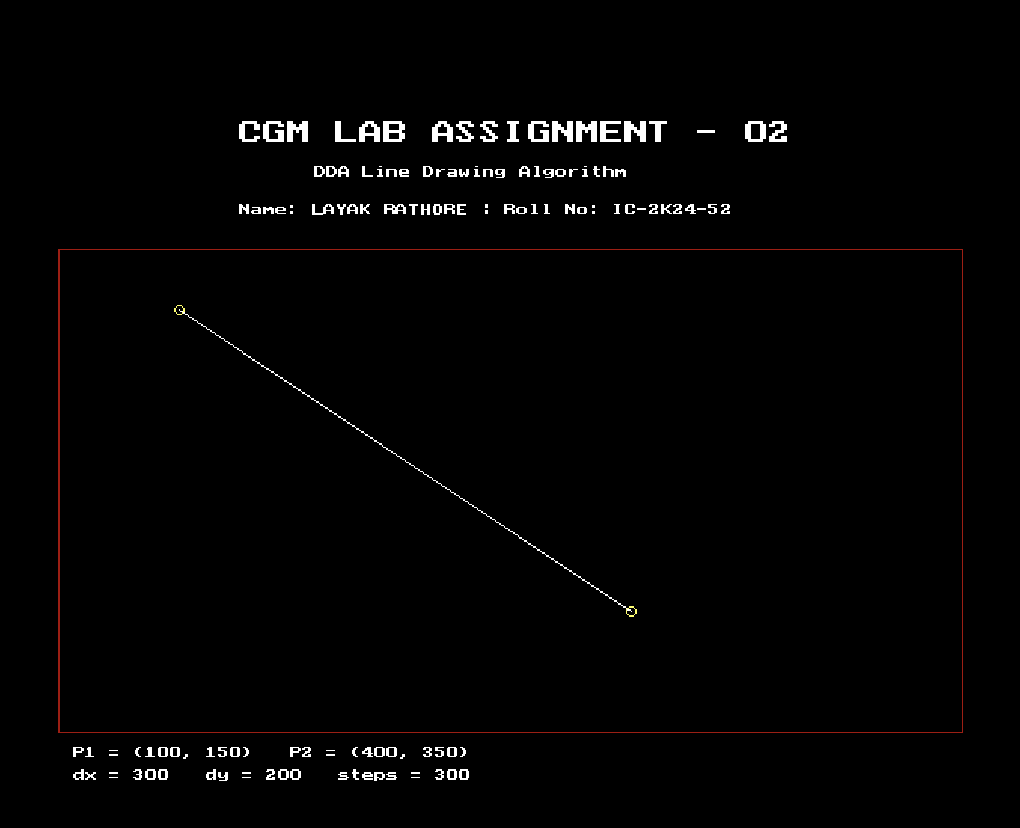 CGM LAB ASSIGNMENT - 02
DDA Line Drawing Algorithm
Name: LAYAK RATHORE | Roll No: IC-2K24-52
P1 = (100, 150) P2 = (400, 350)
dx = 300 dy = 200 steps = 300